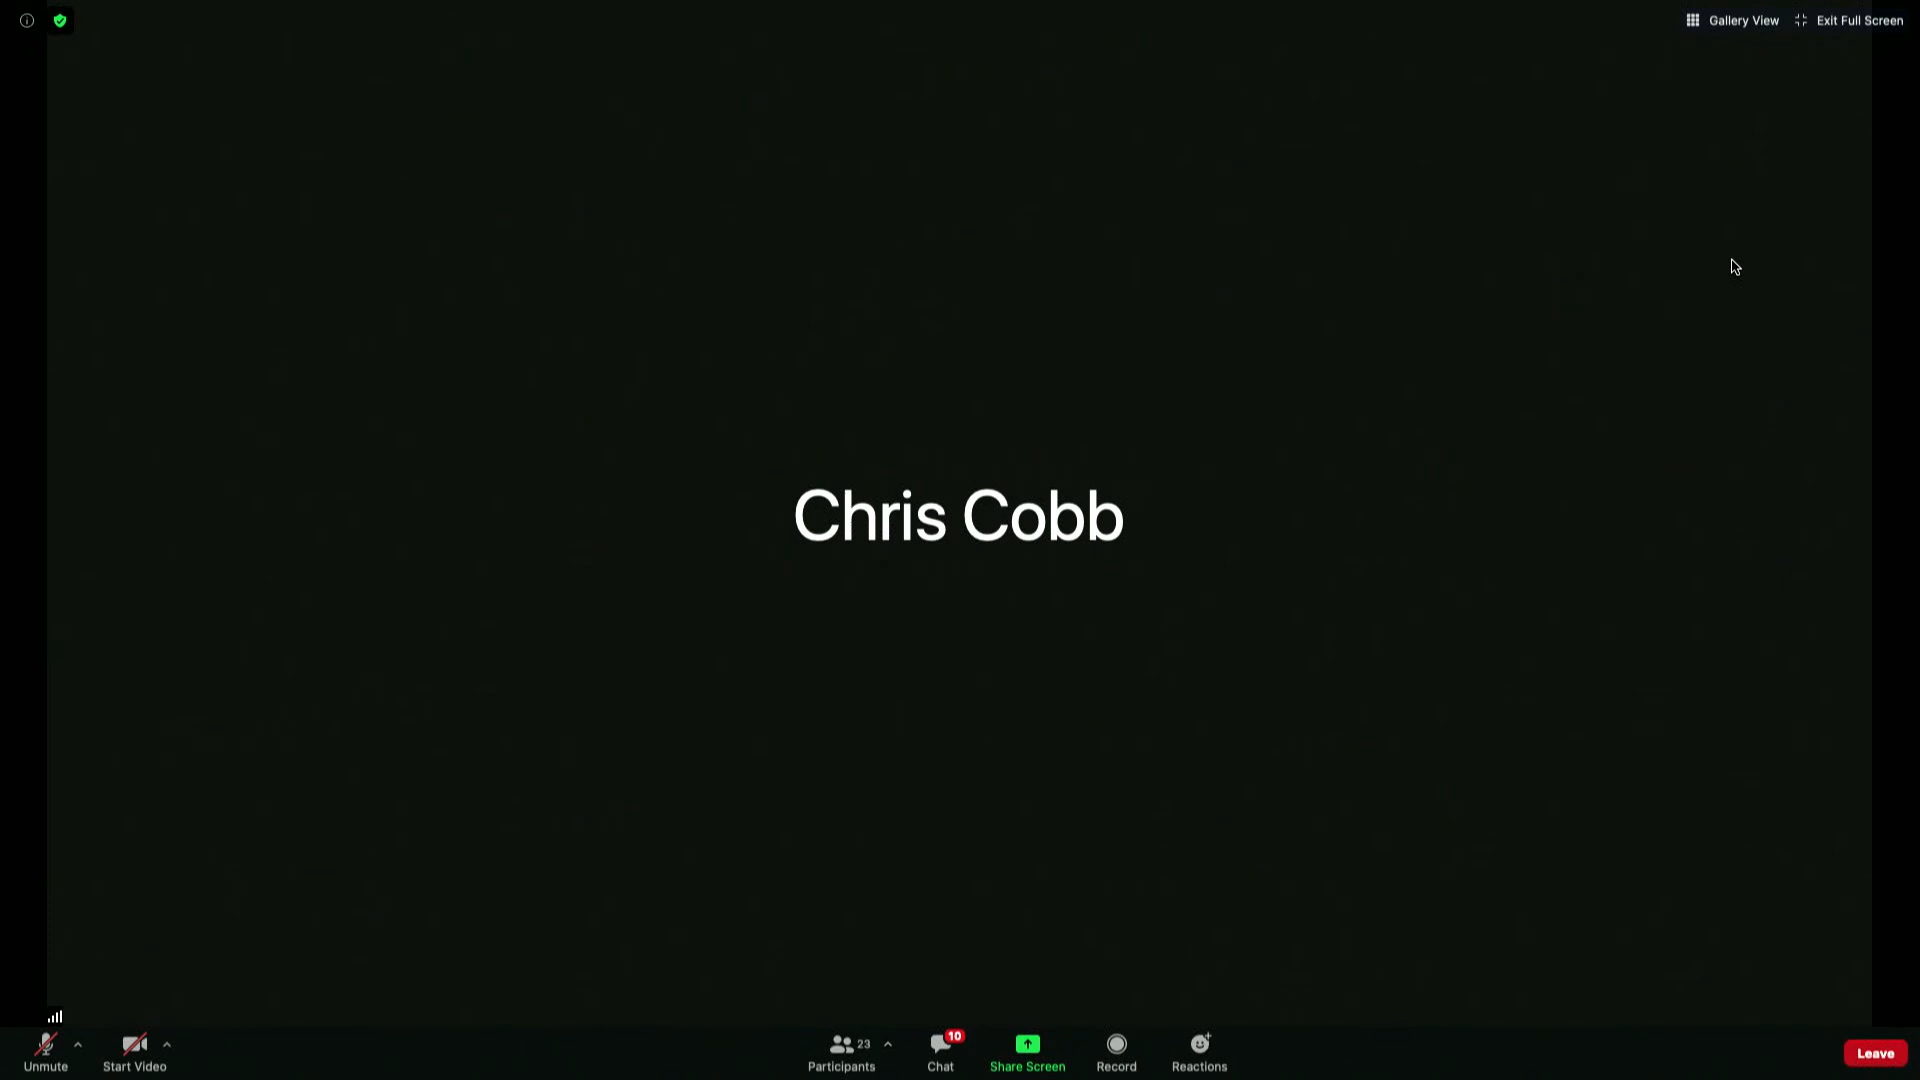 Gallery View
Exit Full Screen
Chris Cobb
Unmute
Start Video
23
Participants
10
Chat
Share Screen
Record
Reactions
Leave